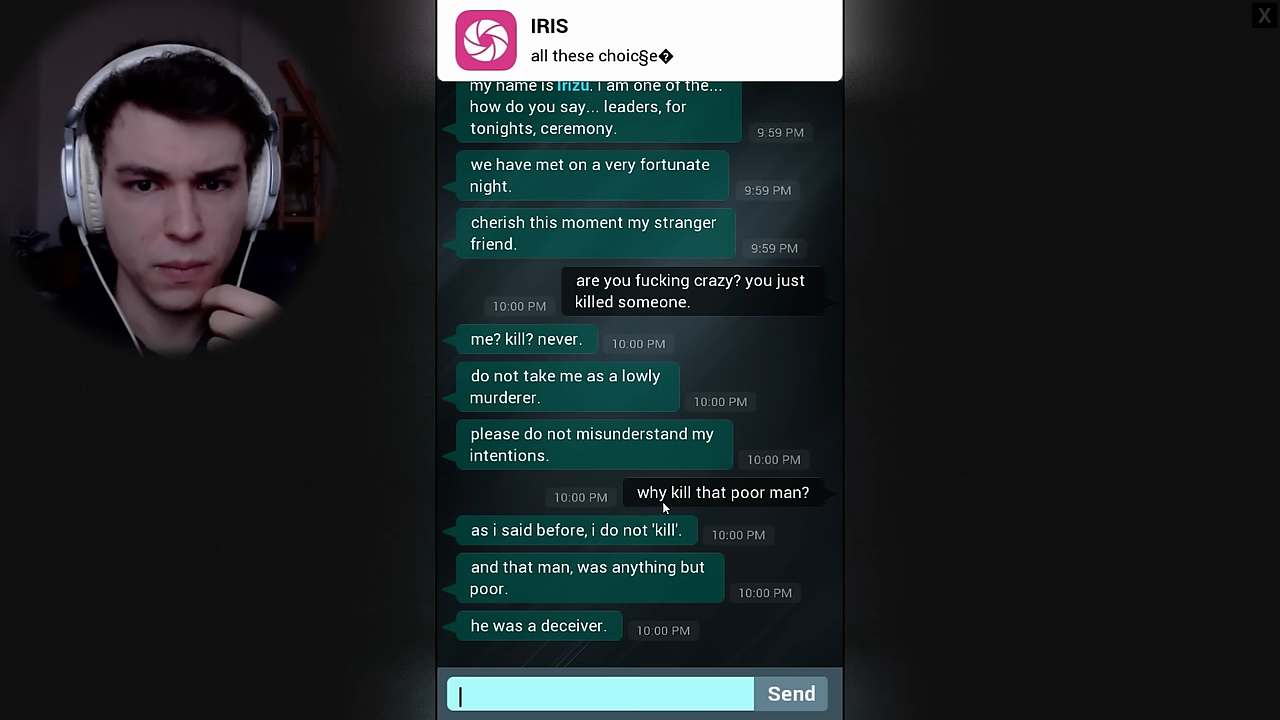 X
IRIS
all these choic§e�
my name is Irizu. i am one of the...
how do you say... leaders, for
tonights, ceremony.
9:59 PM
we have met on a very fortunate
night.
9:59 PM
cherish this moment my stranger
friend.
9:59 PM
are you fucking crazy? you just
killed someone.
10:00 PM
me? kill? never.
10:00 PM
do not take me as a lowly
murderer.
10:00 PM
please do not misunderstand my
intentions.
10:00 PM
why kill that poor man?
10:00 PM
as i said before, i do not 'kill'.
10:00 PM
and that man, was anything but
poor.
10:00 PM
he was a deceiver.
10:00 PM
Send